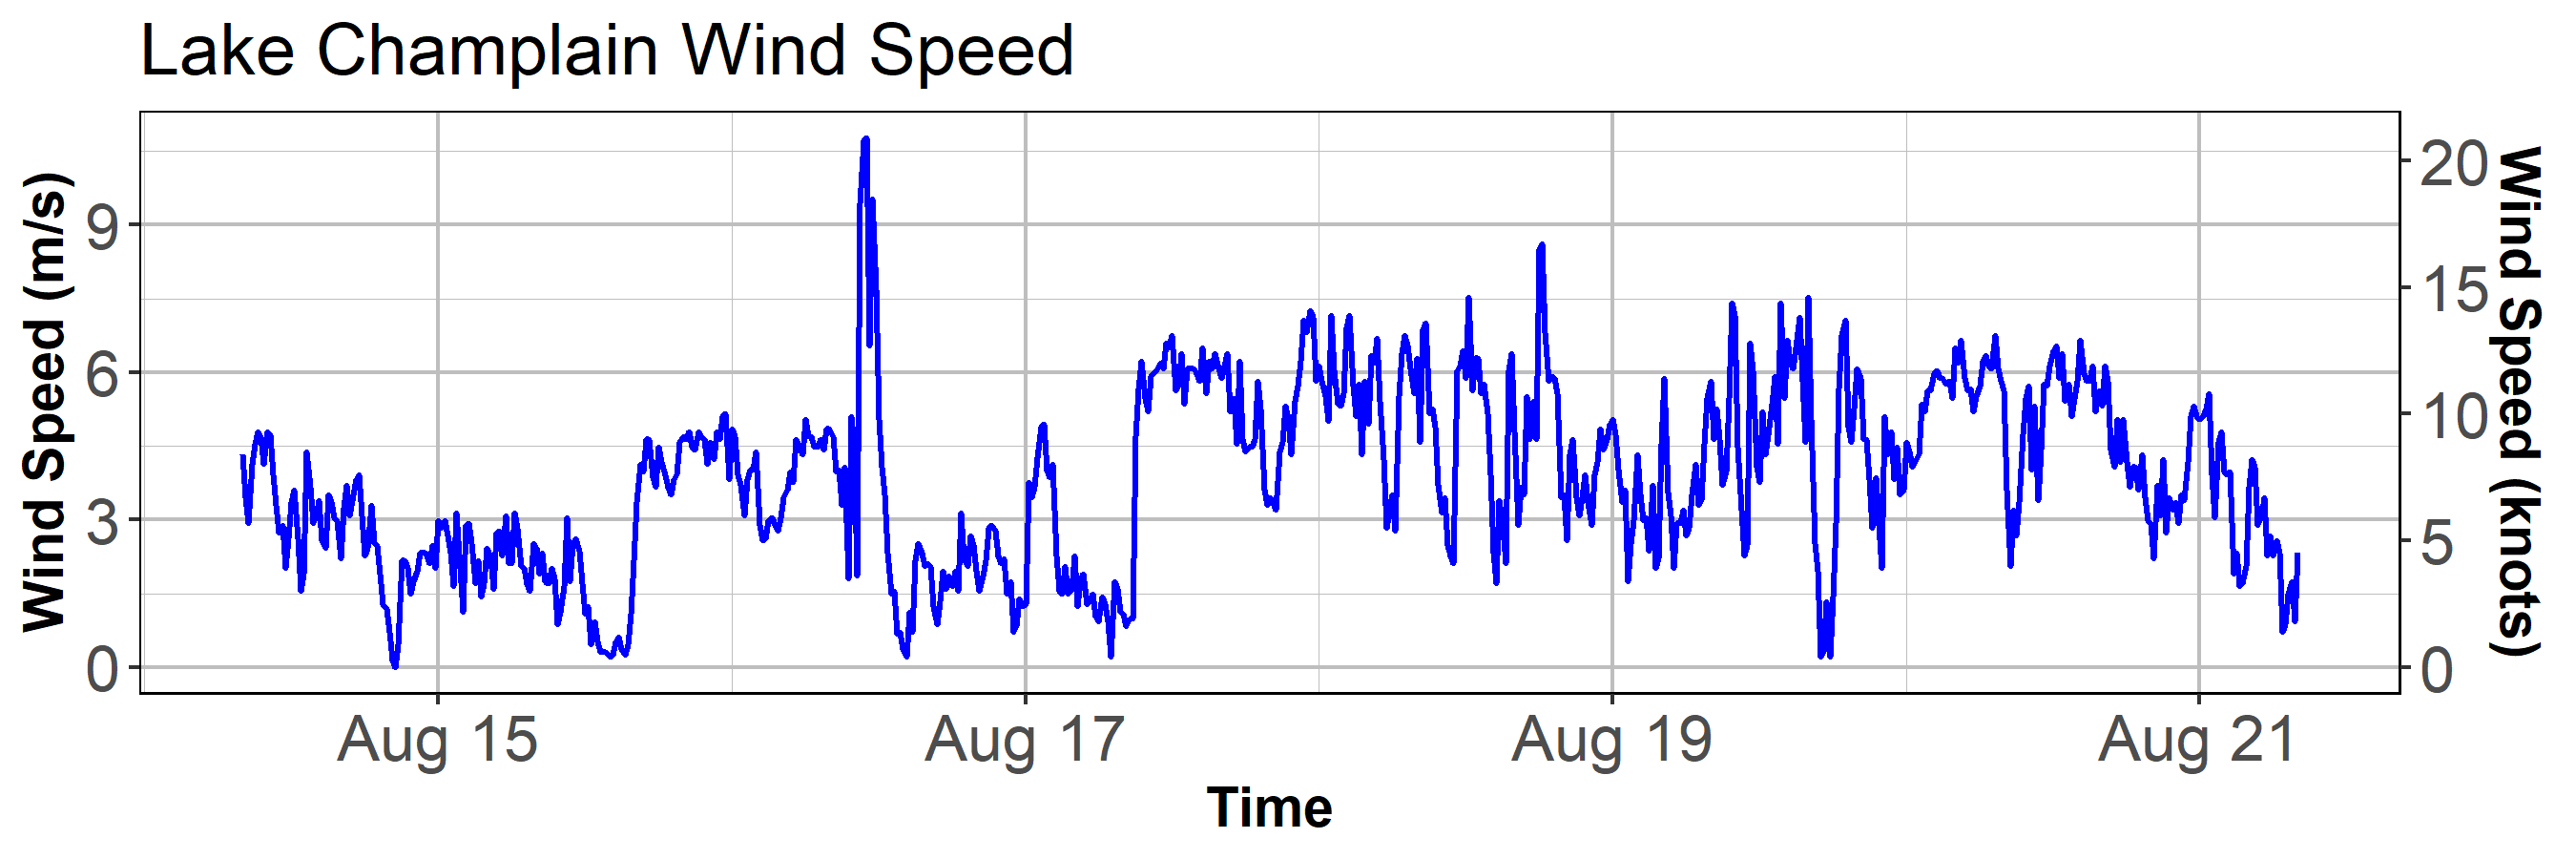 Lake Champlain Wind Speed
Wind Speed (m/s)
9
6
3
0
20
15
10
5
0
Wind Speed (knots)
Aug 15
Aug 17
Aug 19
Aug 21
Time